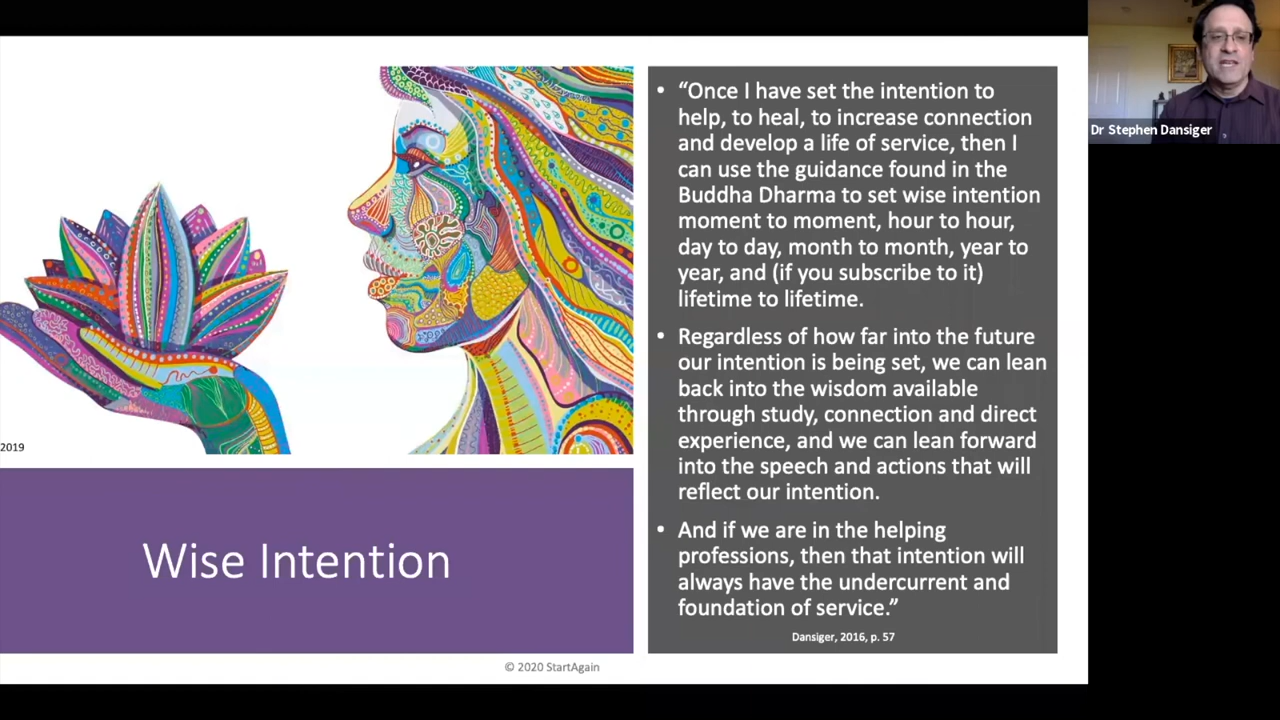 Dr Stephen Dansiger
• “Once I have set the intention to
help, to heal, to increase connection
and develop a life of service, then I
can use the guidance found in the
Buddha Dharma to set wise intention
moment to moment, hour to hour,
day to day, month to month, year to
year, and (if you subscribe to it)
lifetime to lifetime.
• Regardless of how far into the future
our intention is being set, we can lean
back into the wisdom available
through study, connection and direct
experience, and we can lean forward
into the speech and actions that will
reflect our intention.
• And if we are in the helping
professions, then that intention will
always have the undercurrent and
foundation of service.”
Dansiger, 2016, p. 57
2019
Wise Intention
© 2020 StartAgain